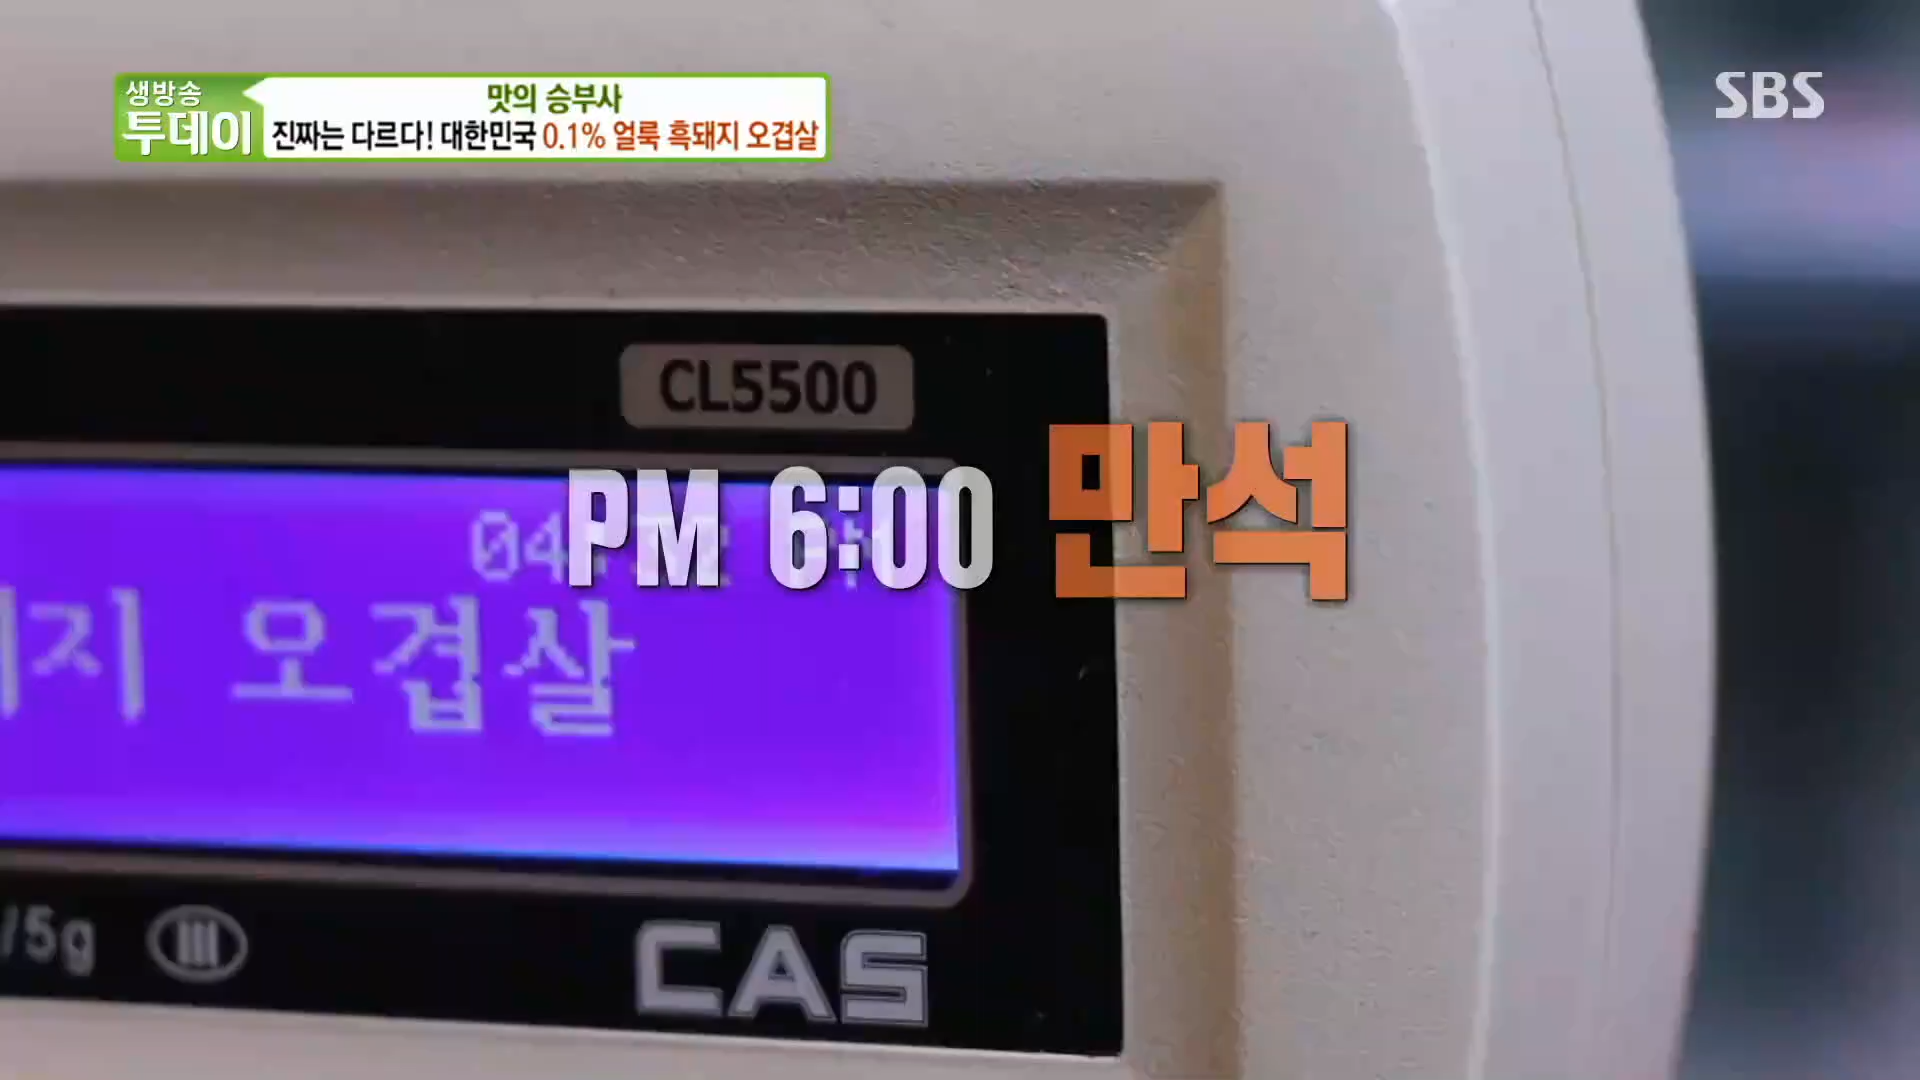 생방송
투데이
맛의 승부사
진짜는 다르다! 대한민국 0.1% 얼룩 흑돼지 오겹살
SBS
CL5500
PM 6:00 만석
지 오겹살
/5g
III
CAS